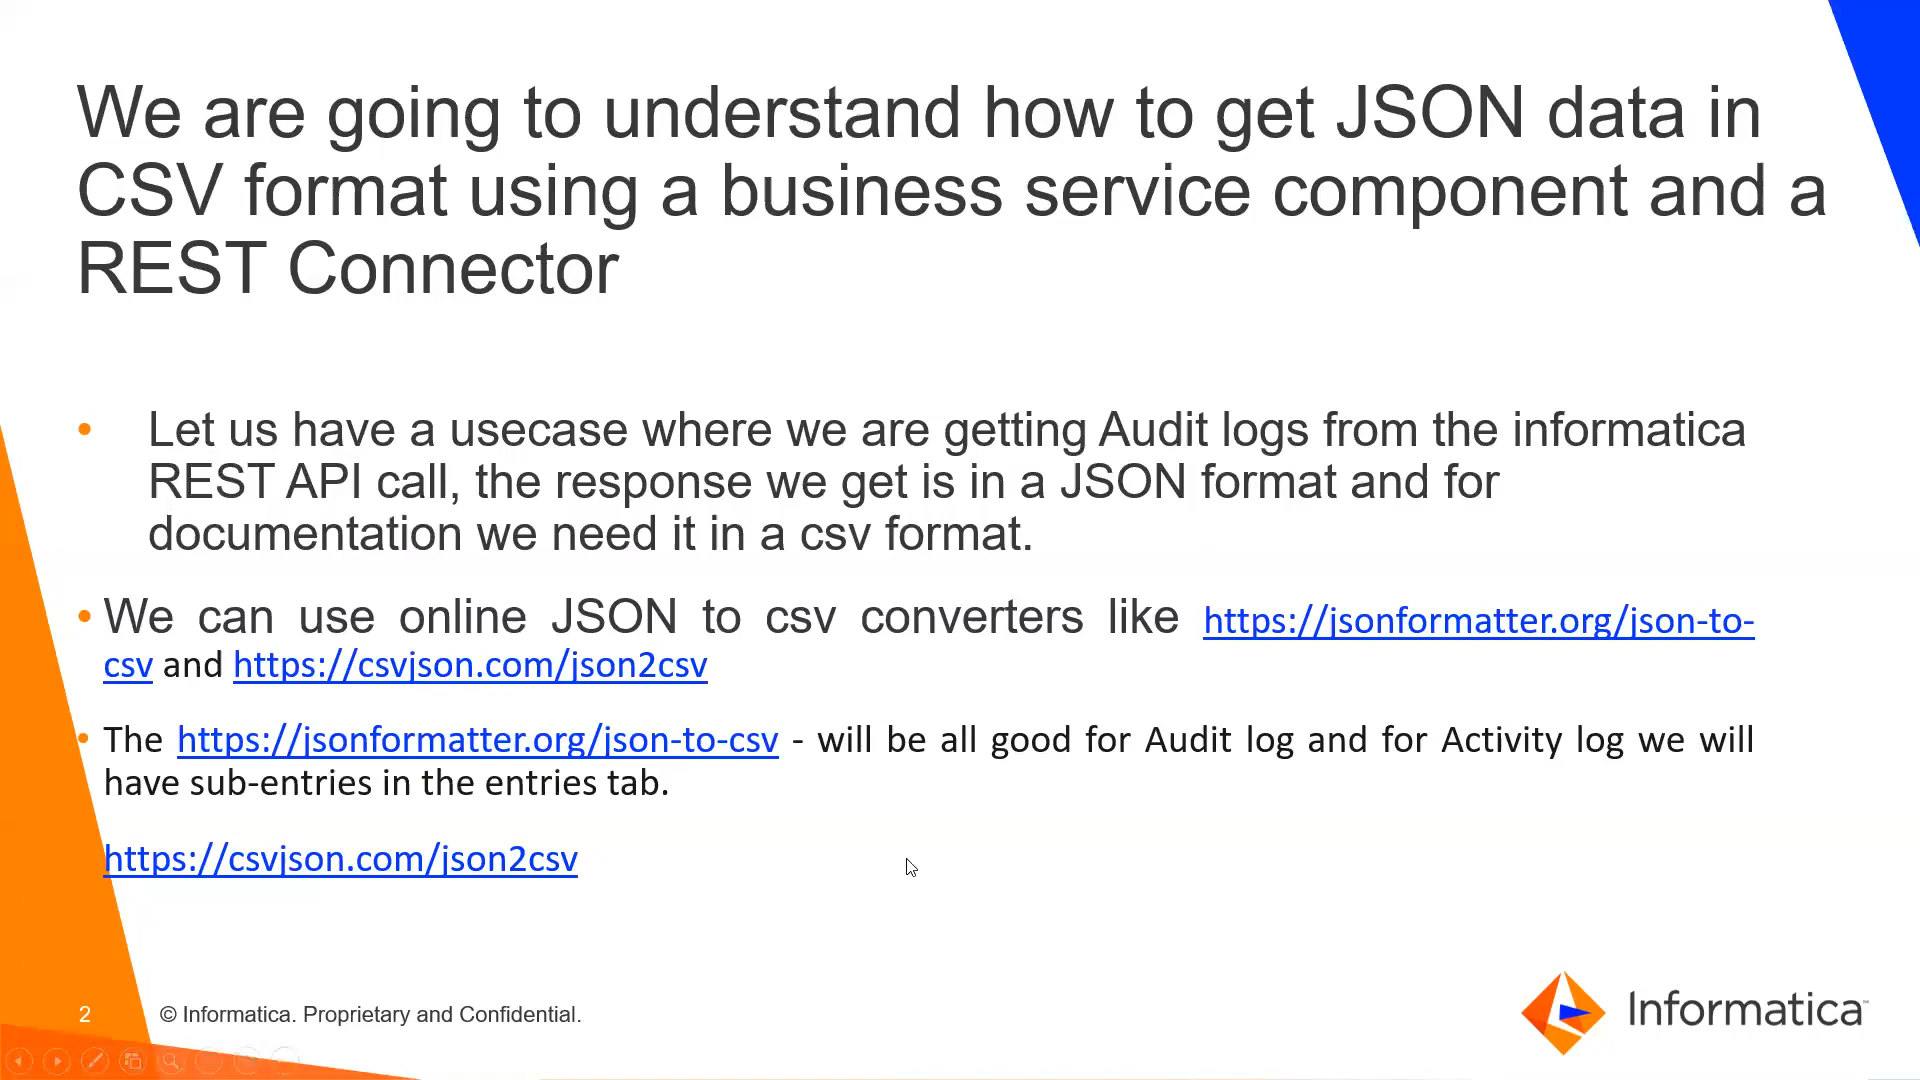 We are going to understand how to get JSON data in
CSV format using a business service component and a
REST Connector
• Let us have a usecase where we are getting Audit logs from the informatica
REST API call, the response we get is in a JSON format and for
documentation we need it in a csv format.
• We can use online JSON to csv converters like https://jsonformatter.org/json-to-
csv and https://csvjson.com/json2csv
• The https://jsonformatter.org/json-to-csv - will be all good for Audit log and for Activity log we will
have sub-entries in the entries tab.
https://csvjson.com/json2csv
2 © Informatica. Proprietary and Confidential.
Informatica™